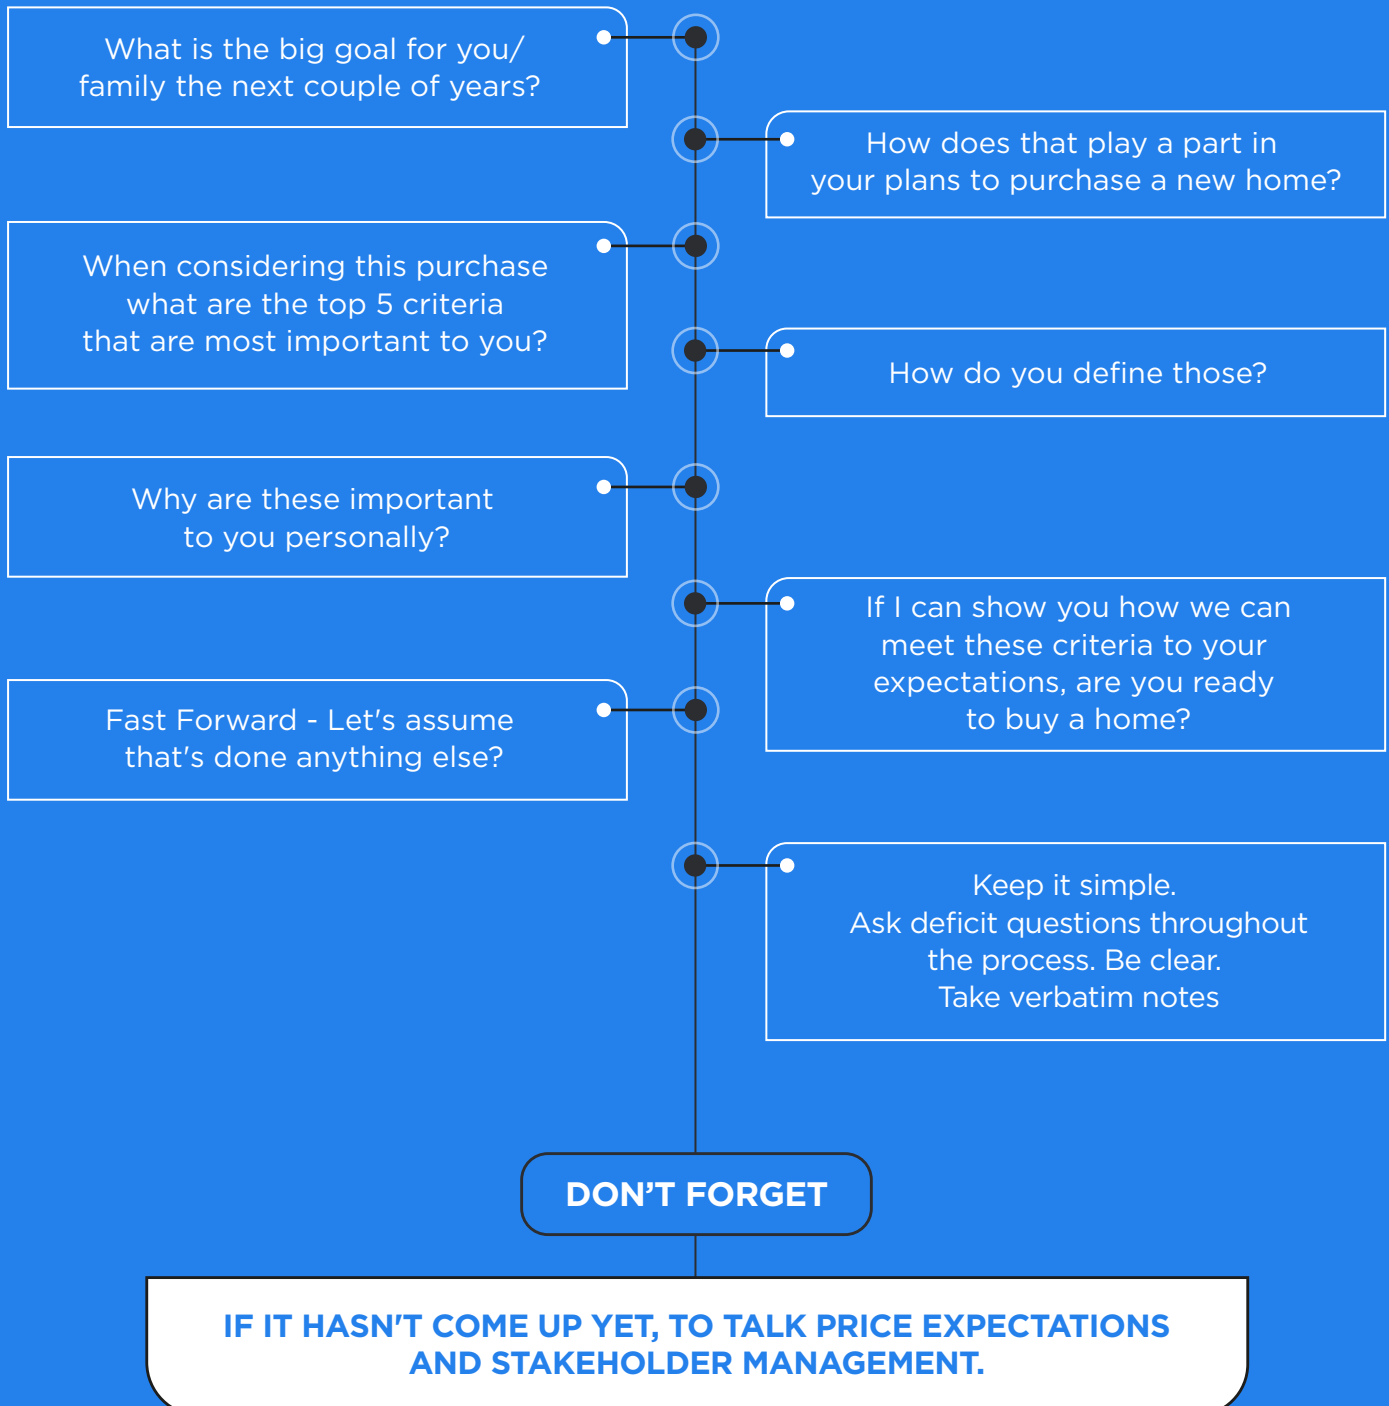 What is the big goal for you/
family the next couple of years?
How does that play a part in
your plans to purchase a new home?
When considering this purchase
what are the top 5 criteria
that are most important to you?
How do you define those?
Why are these important
to you personally?
If I can show you how we can
meet these criteria to your
expectations, are you ready
to buy a home?
Fast Forward - Let's assume
that's done anything else?
Keep it simple.
Ask deficit questions throughout
the process. Be clear.
Take verbatim notes
DON’T FORGET
IF IT HASN'T COME UP YET, TO TALK PRICE EXPECTATIONS
AND STAKEHOLDER MANAGEMENT.